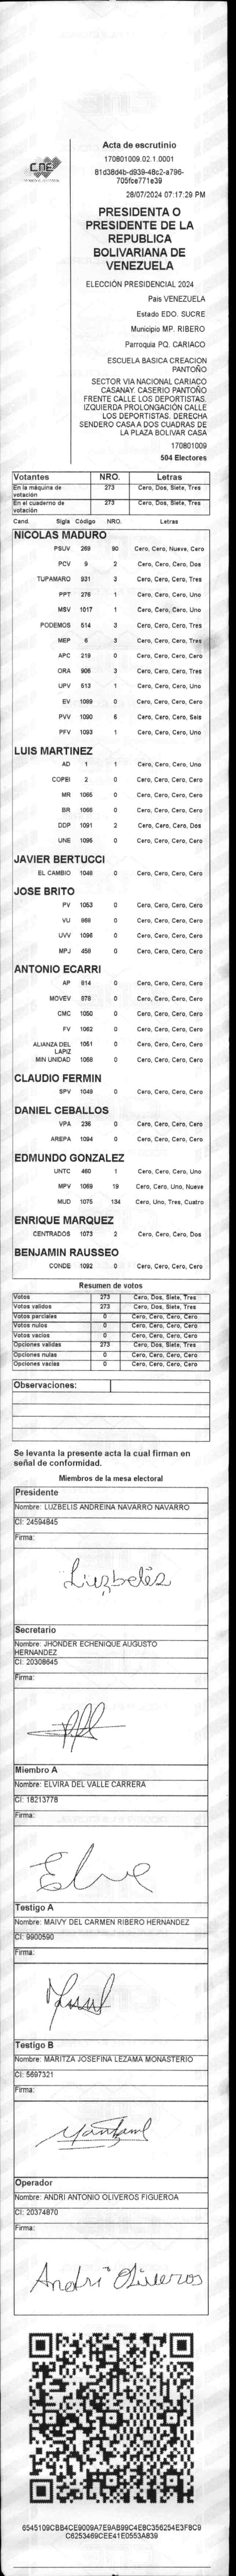 CNE
Acta de escrutinio
170801009.02.1.0001
81d38d4b-d939-48c2-a796-
705fce771e39
28/07/2024 07:17:29 PM
PRESIDENTA O
PRESIDENTE DE LA
REPUBLICA
BOLIVARIANA DE
VENEZUELA
ELECCIÓN PRESIDENCIAL 2024
Pais VENEZUELA
Estado EDO. SUCRE
Municipio MP. RIBERO
Parroquia PQ. CARIACO
ESCUELA BASICA CREACION
PANTOÑO
SECTOR VIA NACIONAL CARIACO
CASANAY. CASERIO PANTOÑO
FRENTE CALLE LOS DEPORTISTAS.
IZQUIERDA PROLONGACIÓN CALLE
LOS DEPORTISTAS. DERECHA
SENDERO CASA A DOS CUADRAS DE
LA PLAZA BOLIVAR CASA
170801009
504 Electores
Votantes NRO. Letras
En la máquina de votación 273 Cero, Dos, Siete, Tres
En el cuaderno de votación 273 Cero, Dos, Siete, Tres
Cand. Sigla Código NRO. Letras
NICOLAS MADURO
PSUV 269 90 Cero, Cero, Nueve, Cero
PCV 9 2 Cero, Cero, Cero, Dos
TUPAMARO 931 3 Cero, Cero, Cero, Tres
PPT 276 1 Cero, Cero, Cero, Uno
MSV 1017 1 Cero, Cero, Cero, Uno
PODEMOS 514 3 Cero, Cero, Cero, Tres
MEP 6 3 Cero, Cero, Cero, Tres
APC 219 0 Cero, Cero, Cero, Cero
ORA 906 3 Cero, Cero, Cero, Tres
UPV 513 1 Cero, Cero, Cero, Uno
EV 1089 0 Cero, Cero, Cero, Cero
PVV 1090 6 Cero, Cero, Cero, Seis
PFV 1093 1 Cero, Cero, Cero, Uno
LUIS MARTINEZ
AD 1 1 Cero, Cero, Cero, Uno
COPEI 2 0 Cero, Cero, Cero, Cero
MR 1065 0 Cero, Cero, Cero, Cero
BR 1066 0 Cero, Cero, Cero, Cero
DDP 1091 2 Cero, Cero, Cero, Dos
UNE 1095 0 Cero, Cero, Cero, Cero
JAVIER BERTUCCI
EL CAMBIO 1048 0 Cero, Cero, Cero, Cero
JOSE BRITO
PV 1053 0 Cero, Cero, Cero, Cero
VU 968 0 Cero, Cero, Cero, Cero
UVV 1096 0 Cero, Cero, Cero, Cero
MPJ 458 0 Cero, Cero, Cero, Cero
ANTONIO ECARRI
AP 814 0 Cero, Cero, Cero, Cero
MOVEV 978 0 Cero, Cero, Cero, Cero
CMC 1050 0 Cero, Cero, Cero, Cero
FV 1062 0 Cero, Cero, Cero, Cero
ALIANZA DEL LAPIZ 1051 0 Cero, Cero, Cero, Cero
MIN UNIDAD 1068 0 Cero, Cero, Cero, Cero
CLAUDIO FERMIN
SPV 1049 0 Cero, Cero, Cero, Cero
DANIEL CEBALLOS
VPA 236 0 Cero, Cero, Cero, Cero
AREPA 1094 0 Cero, Cero, Cero, Cero
EDMUNDO GONZALEZ
UNTC 460 1 Cero, Cero, Cero, Uno
MPV 1069 19 Cero, Cero, Uno, Nueve
MUD 1075 134 Cero, Uno, Tres, Cuatro
ENRIQUE MARQUEZ
CENTRADOS 1073 2 Cero, Cero, Cero, Dos
BENJAMIN RAUSSEO
CONDE 1092 0 Cero, Cero, Cero, Cero
Resumen de votos
Votos 273 Cero, Dos, Siete, Tres
Votos validos 273 Cero, Dos, Siete, Tres
Votos parciales 0 Cero, Cero, Cero, Cero
Votos nulos 0 Cero, Cero, Cero, Cero
Votos vacios 0 Cero, Cero, Cero, Cero
Opciones validas 273 Cero, Dos, Siete, Tres
Opciones nulas 0 Cero, Cero, Cero, Cero
Opciones vacias 0 Cero, Cero, Cero, Cero
Observaciones:
Se levanta la presente acta la cual firman en
señal de conformidad.
Miembros de la mesa electoral
Presidente
Nombre: LUZBELIS ANDREINA NAVARRO NAVARRO
CI: 24594845
Firma:
Luzbelis
Secretario
Nombre: JHONDER ECHENIQUE AUGUSTO
HERNANDEZ
CI: 20308645
Firma:
Miembro A
Nombre: ELVIRA DEL VALLE CARRERA
CI: 18213778
Firma:
Testigo A
Nombre: MAIVY DEL CARMEN RIBERO HERNANDEZ
CI: 9900590
Firma:
Testigo B
Nombre: MARITZA JOSEFINA LEZAMA MONASTERIO
CI: 5697321
Firma:
Operador
Nombre: ANDRI ANTONIO OLIVEROS FIGUEROA
CI: 20374870
Firma:
Andri Oliveros
6545109CBB4CE9009A7E9AB99C4E8C356254E3F8C9
C6253469CEE41E0553A839